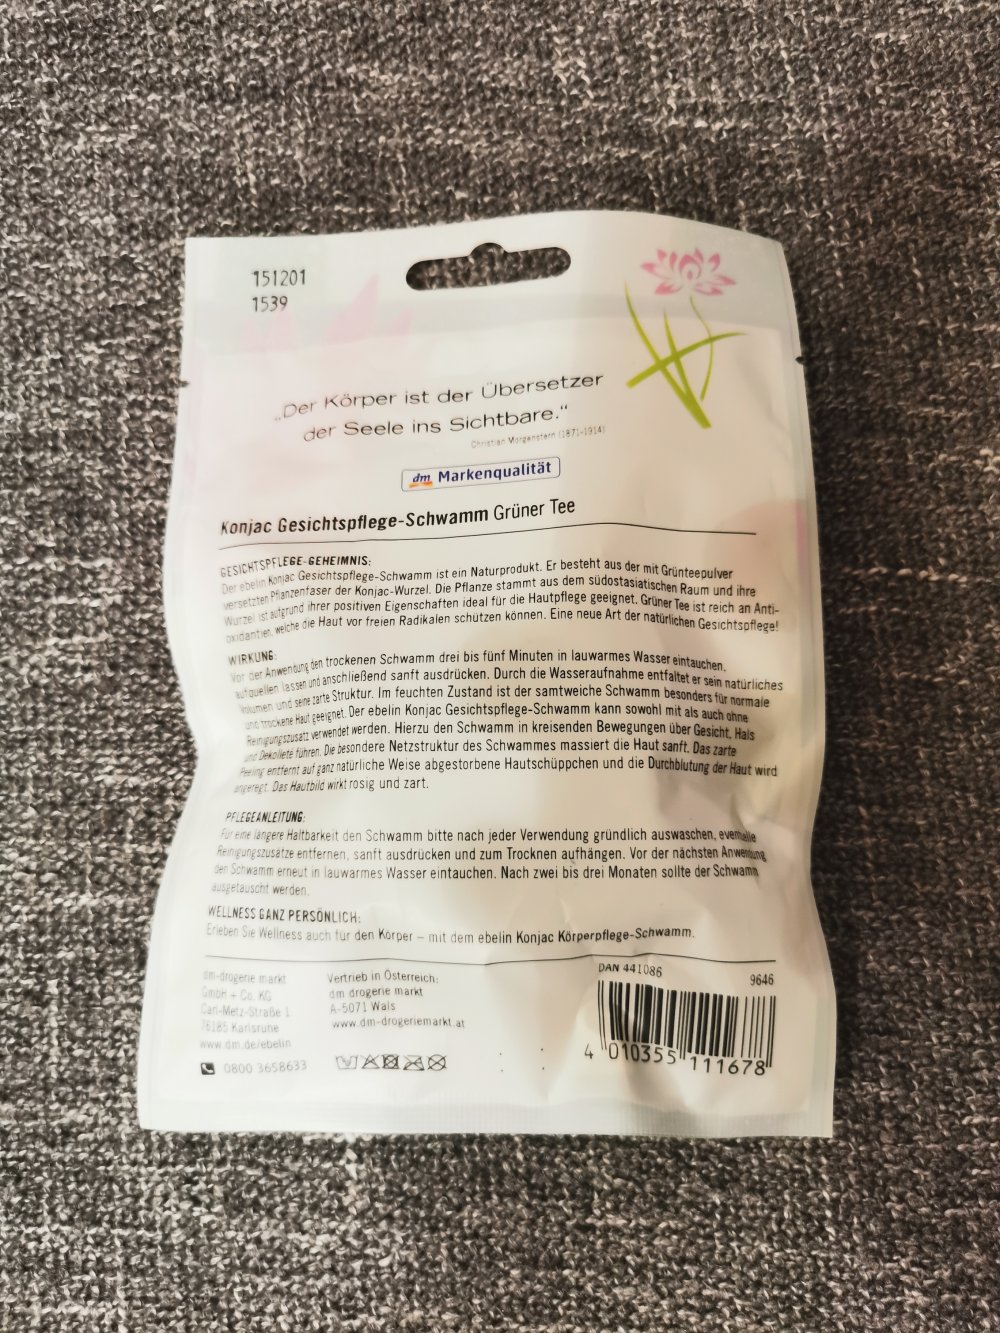 151201
1539
„Der Körper ist der Übersetzer
der Seele ins Sichtbare.“
Christian Morgenstern (1871-1914)
dm Markenqualität
Konjac Gesichtspflege-Schwamm Grüner Tee
GESICHTSPFLEGE-GEHEIMNIS:
Der ebelin Konjac Gesichtspflege-Schwamm ist ein Naturprodukt. Er besteht aus der mit Grünteepulver
versetzten Pflanzenfaser der Konjac-Wurzel. Die Pflanze stammt aus dem südostasiatischen Raum und ihre
Wurzel ist aufgrund ihrer positiven Eigenschaften ideal für die Hautpflege geeignet. Grüner Tee ist reich an Anti-
oxidantien, welche die Haut vor freien Radikalen schützen können. Eine neue Art der natürlichen Gesichtspflege!
WIRKUNG:
Vor der Anwendung den trockenen Schwamm drei bis fünf Minuten in lauwarmes Wasser eintauchen,
aufquellen lassen und anschließend sanft ausdrücken. Durch die Wasseraufnahme entfaltet er sein natürliches
Volumen und seine zarte Struktur. Im feuchten Zustand ist der samtweiche Schwamm besonders für normale
und trockene Haut geeignet. Der ebelin Konjac Gesichtspflege-Schwamm kann sowohl mit als auch ohne
Reinigungszusatz verwendet werden. Hierzu den Schwamm in kreisenden Bewegungen über Gesicht, Hals
und Dekolleté führen. Die besondere Netzstruktur des Schwammes massiert die Haut sanft. Das zarte
Peeling entfernt auf ganz natürliche Weise abgestorbene Hautschüppchen und die Durchblutung der Haut wird
angeregt. Das Hautbild wirkt rosig und zart.
PFLEGEANLEITUNG:
Für eine längere Haltbarkeit den Schwamm bitte nach jeder Verwendung gründlich auswaschen, eventuelle
Reinigungszusätze entfernen, sanft ausdrücken und zum Trocknen aufhängen. Vor der nächsten Anwendung
den Schwamm erneut in lauwarmes Wasser eintauchen. Nach zwei bis drei Monaten sollte der Schwamm
ausgetauscht werden.
WELLNESS GANZ PERSÖNLICH:
Erleben Sie Wellness auch für den Körper – mit dem ebelin Konjac Körperpflege-Schwamm.
dm-drogerie markt
GmbH + Co. KG
Carl-Metz-Straße 1
76185 Karlsruhe
www.dm.de/ebelin
0800 3658633
Vertrieb in Österreich:
dm drogerie markt
A-5071 Wals
www.dm-drogeriemarkt.at
DAN 441086
9646
4 010355 111678